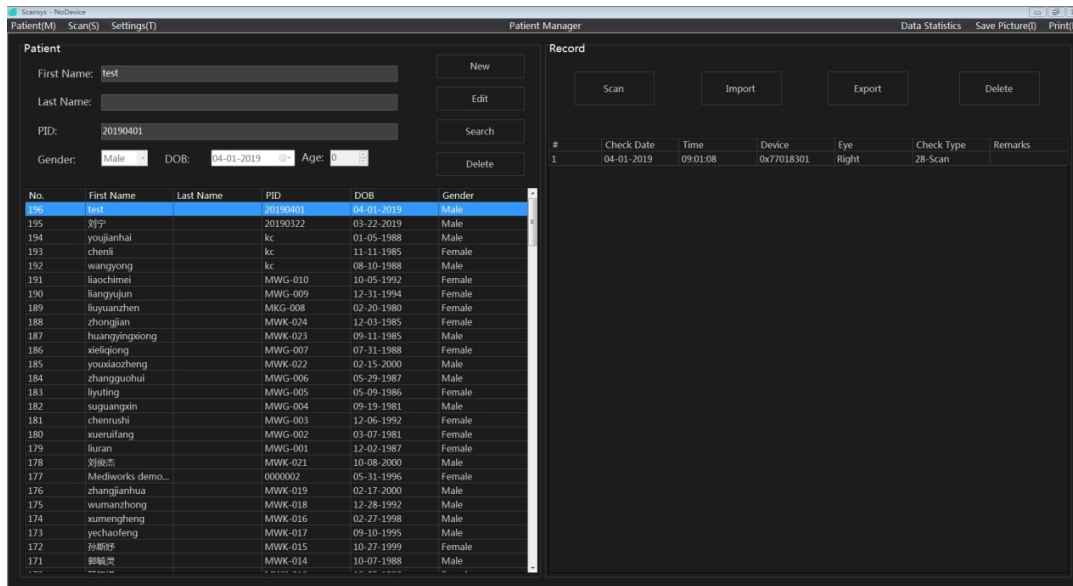 Scansys - NoDevice
Patient(M) Scan(S) Settings(T) Patient Manager Data Statistics Save Picture(I) Print(
Patient
First Name: test
Last Name:
PID: 20190401
Gender: Male DOB: 04-01-2019 Age: 0
New
Edit
Search
Delete
No. First Name Last Name PID DOB Gender
196 test 20190401 04-01-2019 Male
195 刘宁 20190322 03-22-2019 Male
194 youjianhai kc 01-05-1988 Male
193 chenli kc 11-11-1985 Female
192 wangyong kc 08-10-1988 Male
191 liaochimei MWG-010 10-05-1992 Female
190 liangyujun MWG-009 12-31-1994 Female
189 liuyuanzhen MKG-008 02-20-1980 Female
188 zhongjian MWK-024 12-03-1985 Female
187 huangyingxiong MWK-023 09-11-1985 Male
186 xieliqiong MWG-007 07-31-1988 Female
185 youxiaozheng MWK-022 02-15-2000 Male
184 zhangguohui MWG-006 05-29-1987 Male
183 liyuting MWG-005 05-09-1986 Female
182 suguangxin MWG-004 09-19-1981 Male
181 chenrushi MWG-003 12-06-1992 Female
180 xueruifang MWG-002 03-07-1981 Female
179 liuran MWG-001 12-02-1987 Female
178 刘俊杰 MWK-021 10-08-2000 Male
177 Mediworks demo... 0000002 05-31-1996 Female
176 zhangjianhua MWK-019 02-17-2000 Male
175 wumanzhong MWK-018 12-28-1992 Male
174 xumengheng MWK-016 02-27-1998 Male
173 yechaofeng MWK-017 09-10-1995 Male
172 孙斯妤 MWK-015 10-27-1999 Female
171 郭毓灵 MWK-014 10-07-1988 Male
Record
Scan Import Export Delete
# Check Date Time Device Eye Check Type Remarks
1 04-01-2019 09:01:08 0x77018301 Right 28-Scan